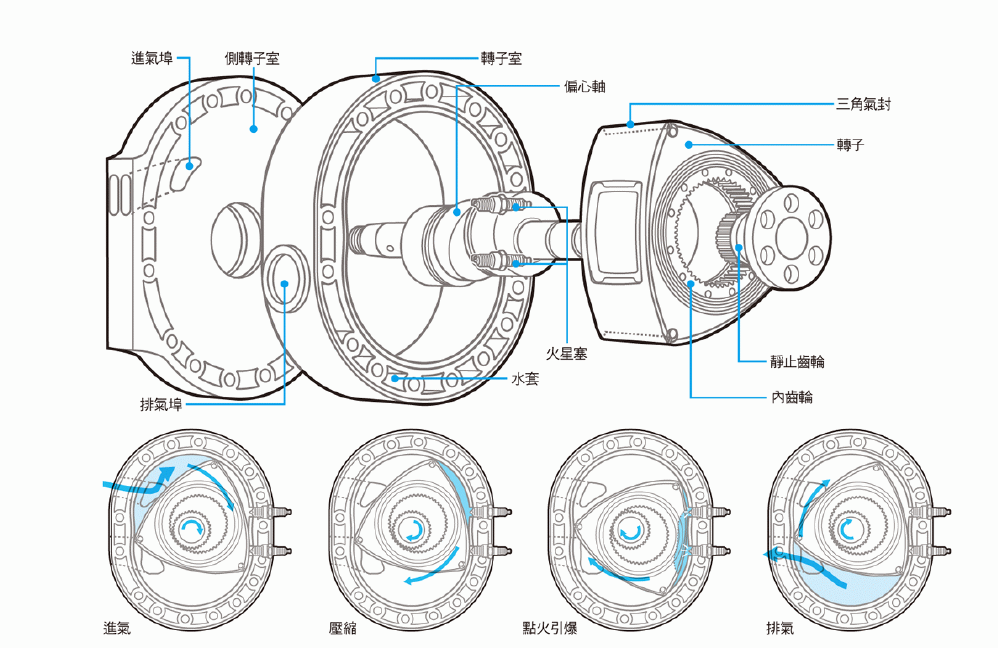 進氣埠
側轉子室
轉子室
偏心軸
三角氣封
轉子
火星塞
靜止齒輪
水套
內齒輪
排氣埠
進氣
壓縮
點火引爆
排氣